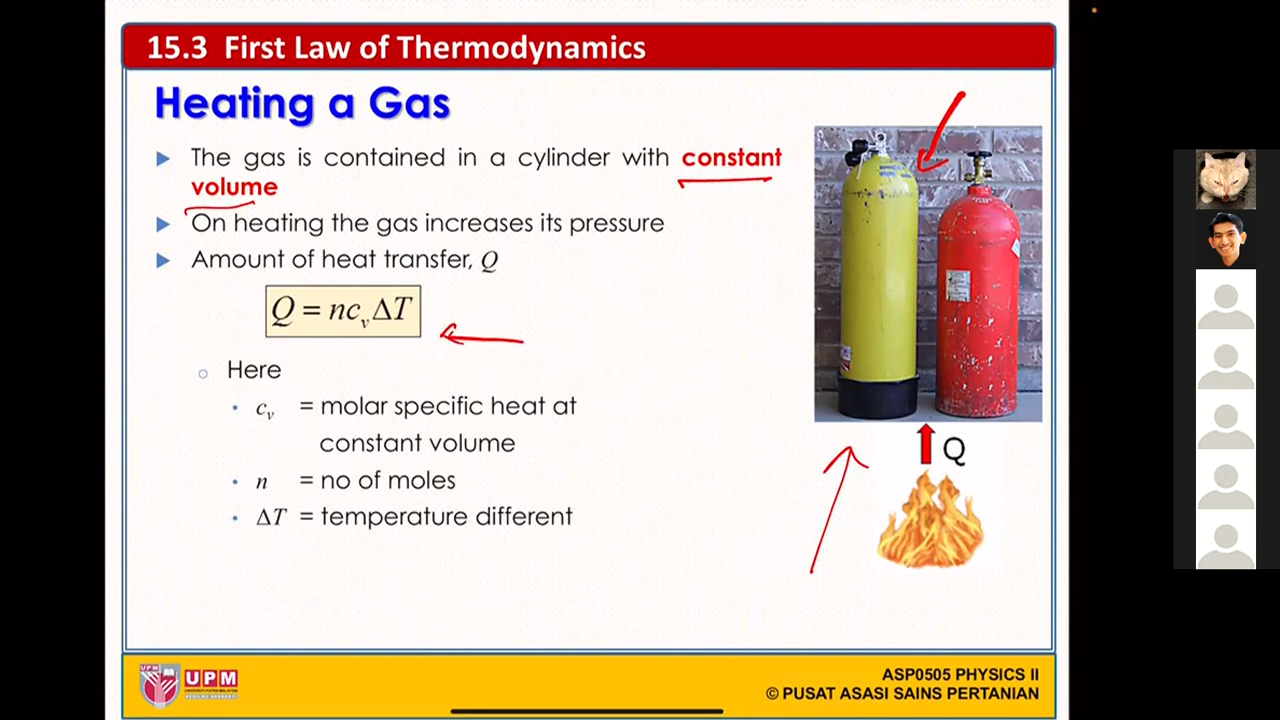 15.3 First Law of Thermodynamics
Heating a Gas
The gas is contained in a cylinder with constant
volume
On heating the gas increases its pressure
Amount of heat transfer, Q
Q = nc_v ΔT
Here
c_v = molar specific heat at
constant volume
n = no of moles
ΔT = temperature different
Q
UPM
UPM
ASP0505 PHYSICS II
© PUSAT ASASI SAINS PERTANIAN